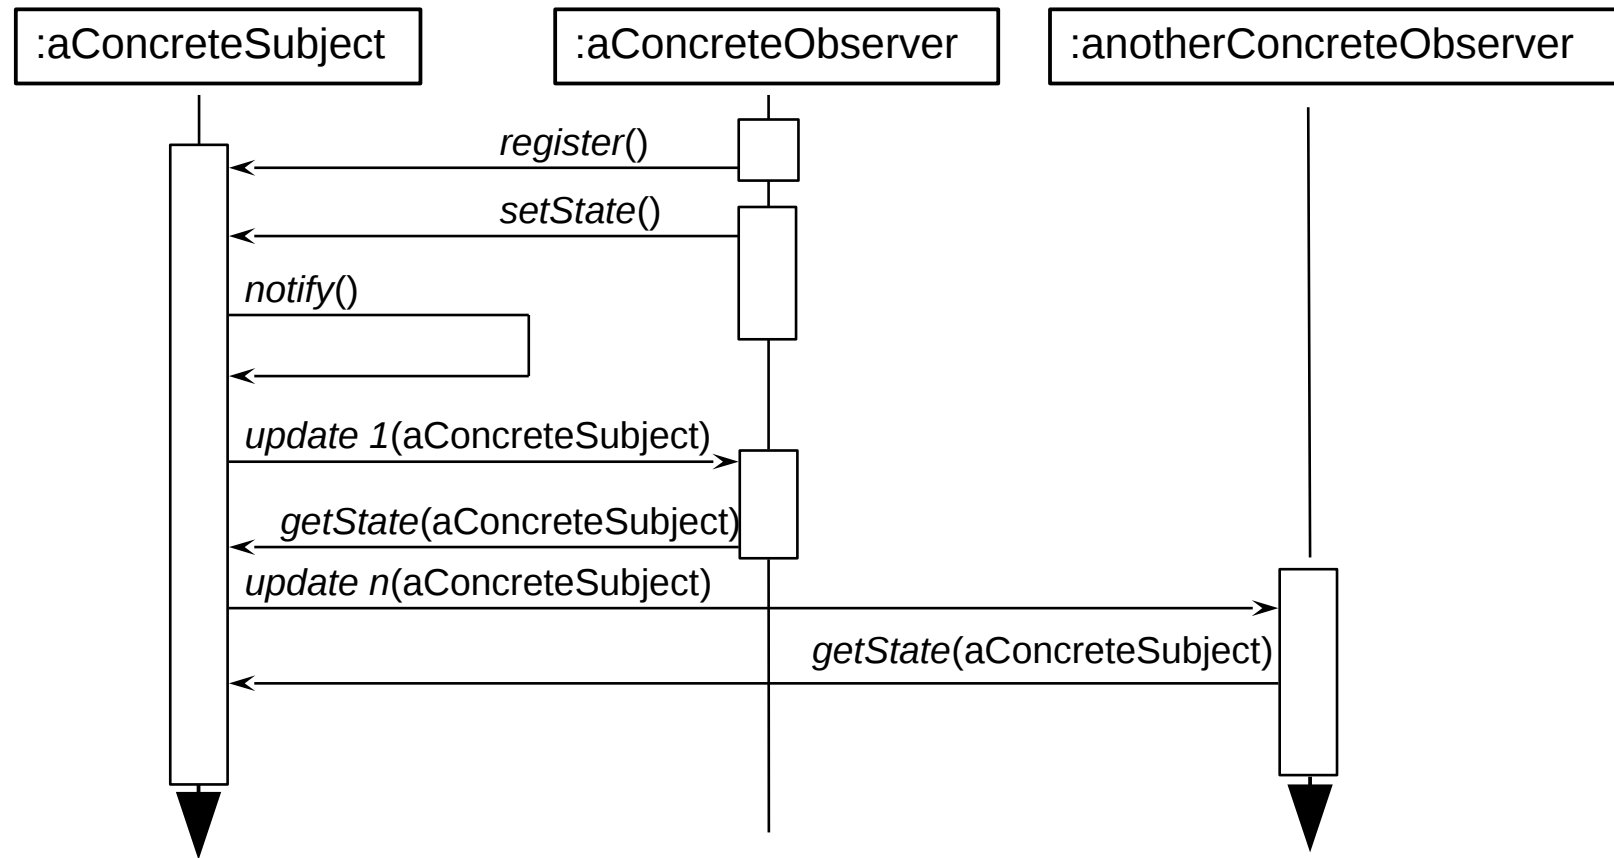 :aConcreteSubject
:aConcreteObserver
:anotherConcreteObserver
register()
setState()
notify()
update 1(aConcreteSubject)
getState(aConcreteSubject)
update n(aConcreteSubject)
getState(aConcreteSubject)